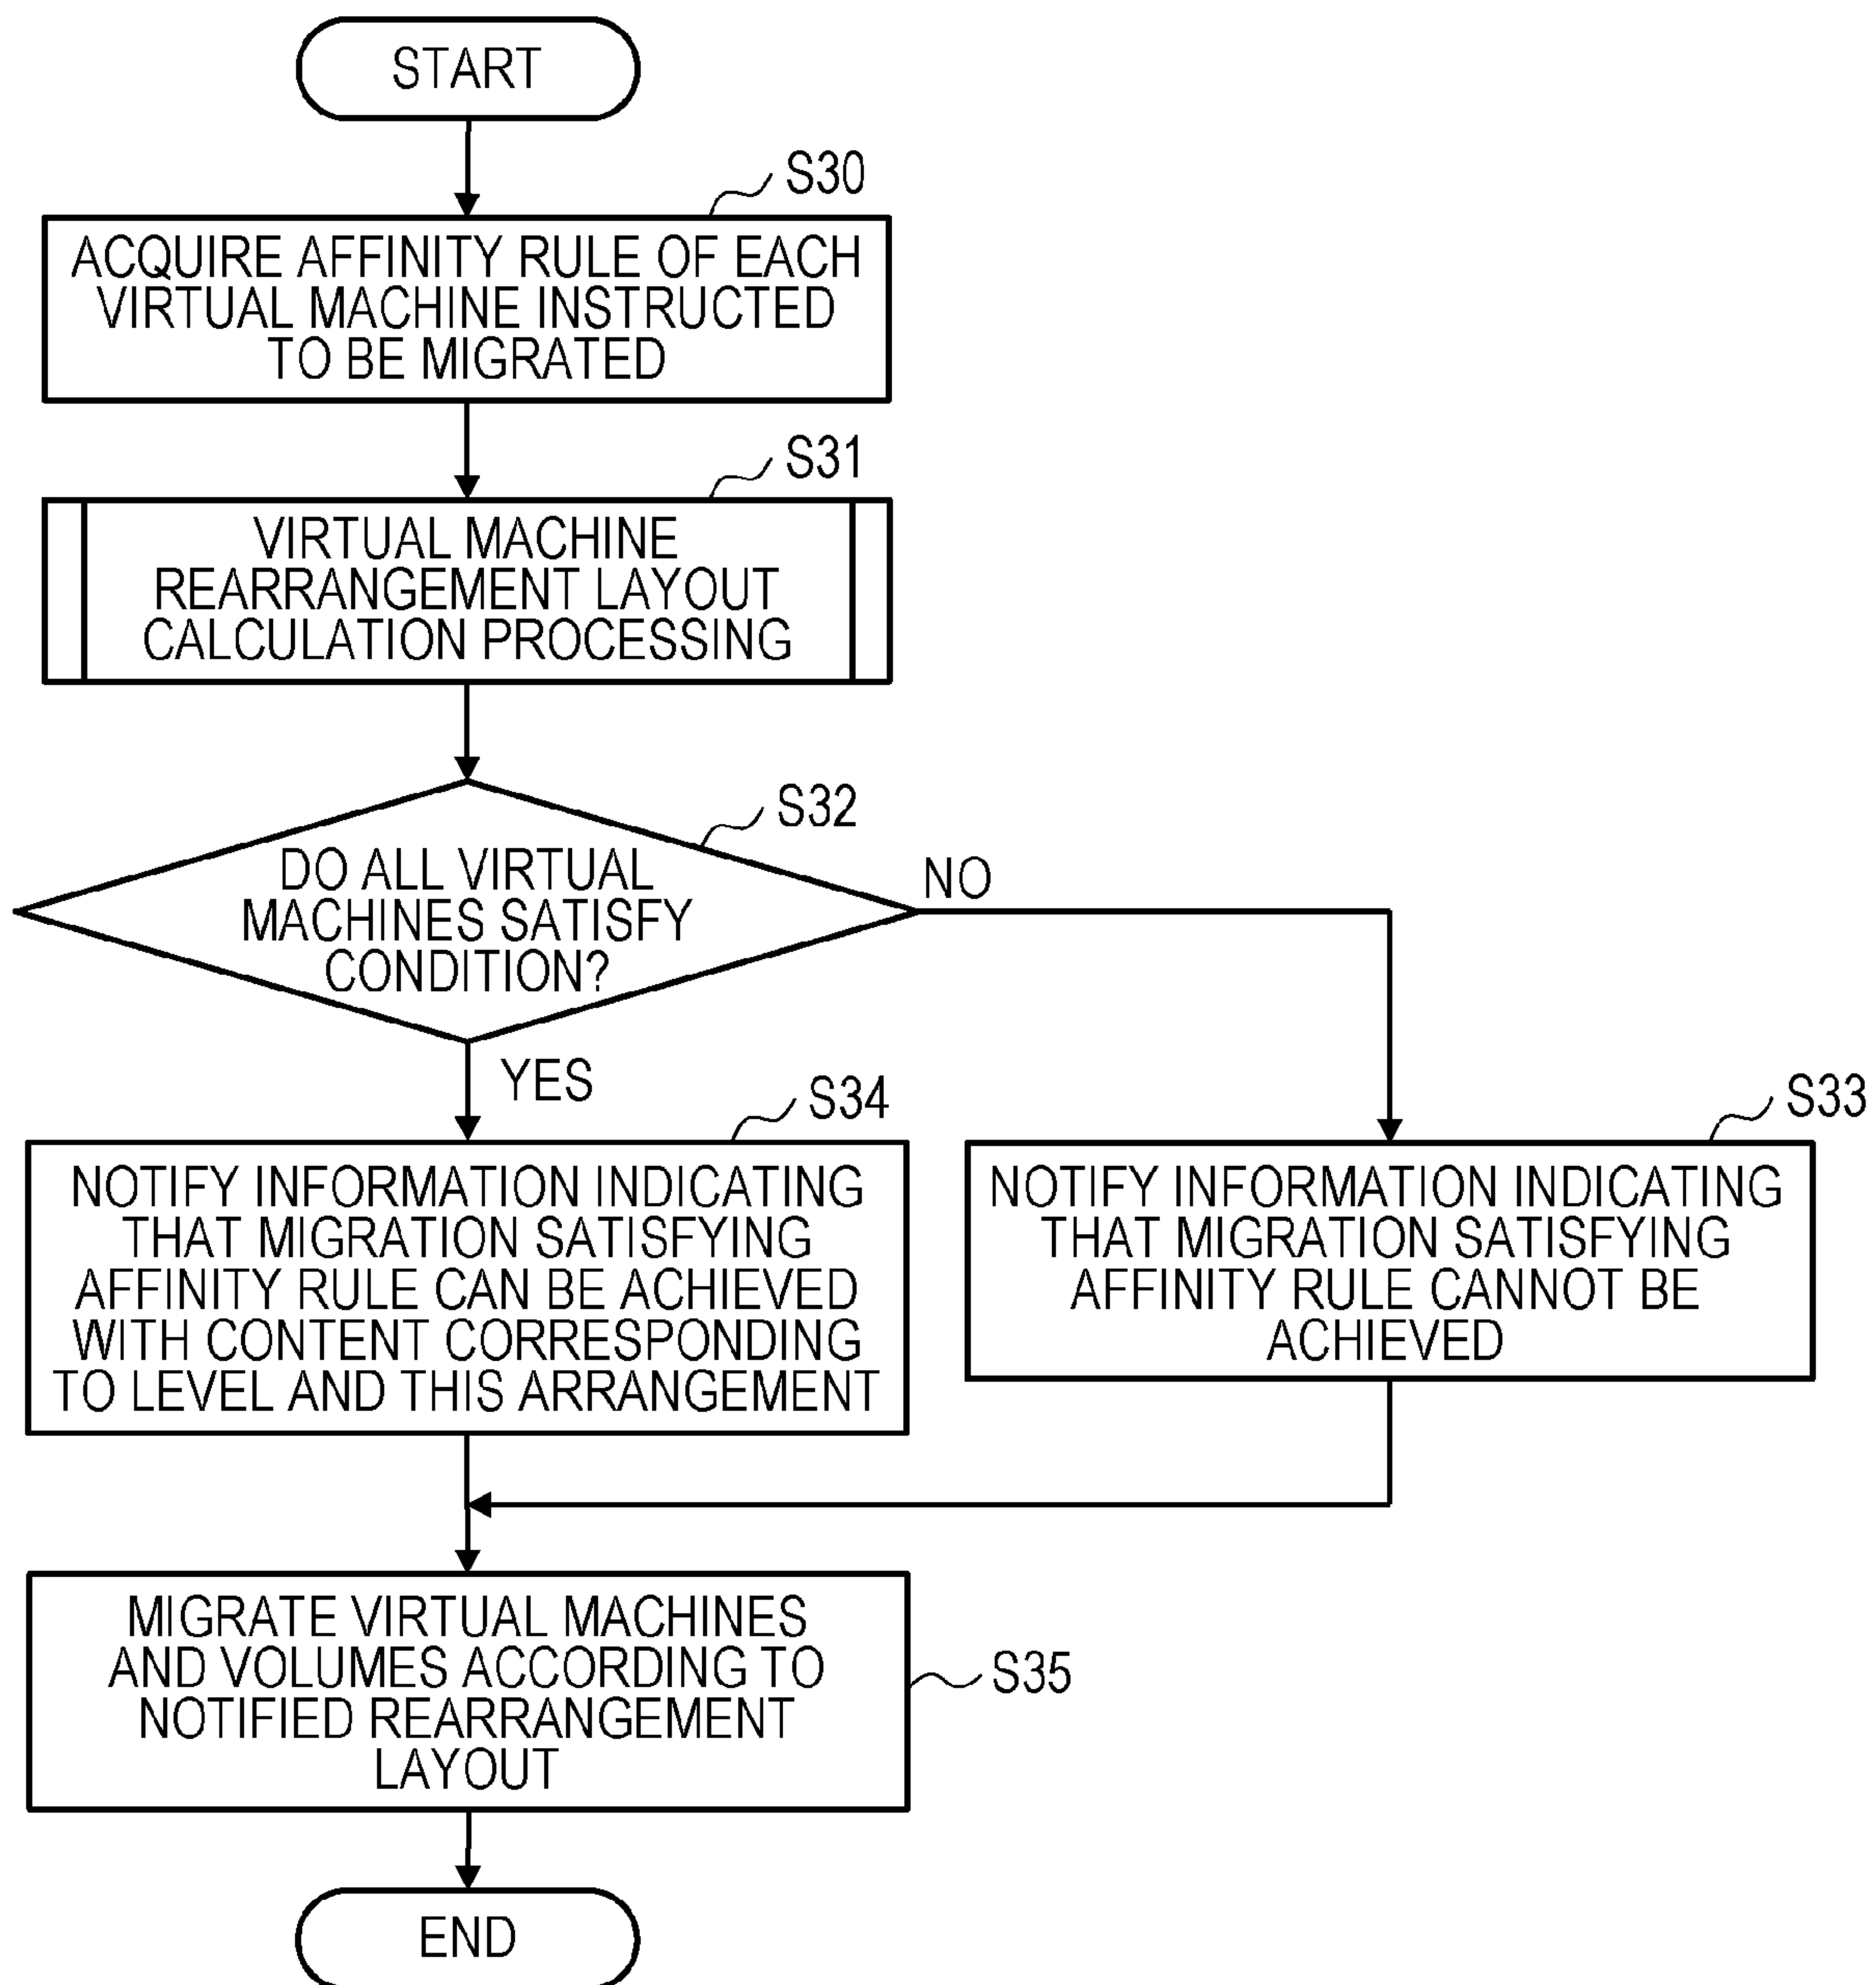 START
S30
ACQUIRE AFFINITY RULE OF EACH
VIRTUAL MACHINE INSTRUCTED
TO BE MIGRATED
S31
VIRTUAL MACHINE
REARRANGEMENT LAYOUT
CALCULATION PROCESSING
S32
DO ALL VIRTUAL
MACHINES SATISFY
CONDITION?
NO
YES
S34
NOTIFY INFORMATION INDICATING
THAT MIGRATION SATISFYING
AFFINITY RULE CAN BE ACHIEVED
WITH CONTENT CORRESPONDING
TO LEVEL AND THIS ARRANGEMENT
S33
NOTIFY INFORMATION INDICATING
THAT MIGRATION SATISFYING
AFFINITY RULE CANNOT BE
ACHIEVED
MIGRATE VIRTUAL MACHINES
AND VOLUMES ACCORDING TO
NOTIFIED REARRANGEMENT
LAYOUT
S35
END